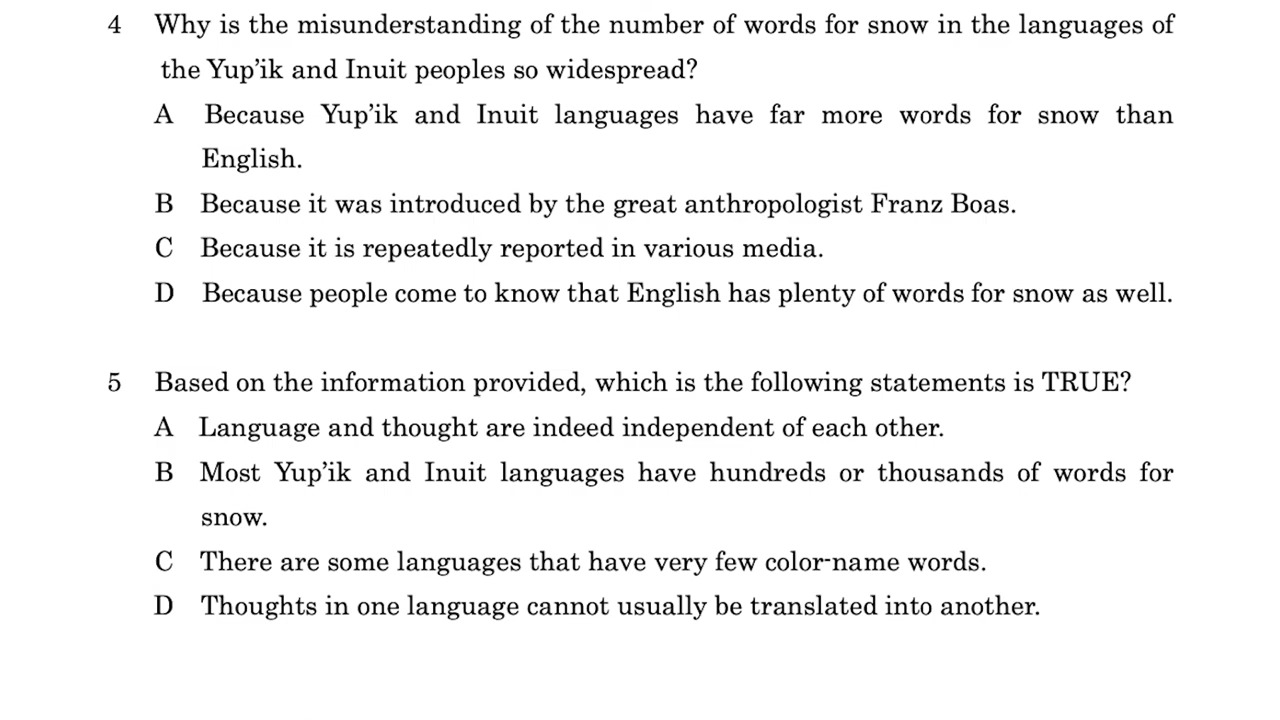 4 Why is the misunderstanding of the number of words for snow in the languages of
the Yup’ik and Inuit peoples so widespread?
A Because Yup’ik and Inuit languages have far more words for snow than
English.
B Because it was introduced by the great anthropologist Franz Boas.
C Because it is repeatedly reported in various media.
D Because people come to know that English has plenty of words for snow as well.
5 Based on the information provided, which is the following statements is TRUE?
A Language and thought are indeed independent of each other.
B Most Yup’ik and Inuit languages have hundreds or thousands of words for
snow.
C There are some languages that have very few color-name words.
D Thoughts in one language cannot usually be translated into another.